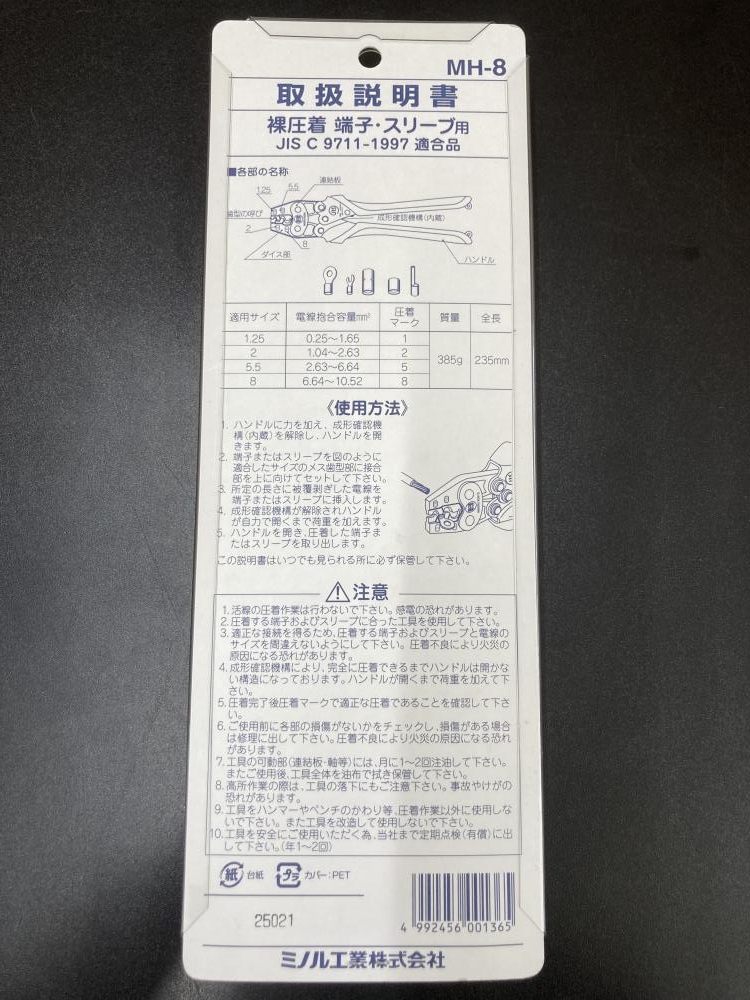 MH-8
取扱説明書
裸圧着 端子・スリーブ用
JIS C 9711-1997 適合品
■各部の名称
1.25
5.5
連結板
歯型の呼び
成形確認機構(内蔵)
2
8
ダイス部
ハンドル
適用サイズ 電線抱合容量mm² 圧着マーク 質量 全長
1.25 0.25〜1.65 1
2 1.04〜2.63 2
385g 235mm
5.5 2.63〜6.64 5
8 6.64〜10.52 8
《使用方法》
1. ハンドルに力を加え、成形確認機
構(内蔵)を解除し、ハンドルを開
きます。
2. 端子またはスリーブを図のように
適合したサイズのメス歯型部に接合
部を上に向けてセットして下さい。
3. 所定の長さに被覆剥ぎした電線を
端子またはスリーブに挿入します。
4. 成形確認機構が解除されハンドル
が自力で開くまで荷重を加えます。
5. ハンドルを開き、圧着した端子ま
たはスリーブを取り出します。
この説明書はいつでも見られる所に必ず保管して下さい。
注意
1. 活線の圧着作業は行わないで下さい。感電の恐れがあります。
2. 圧着する端子およびスリーブに合った工具を使用して下さい。
3. 適正な接続を得るため、圧着する端子およびスリーブと電線の
サイズを間違えないようにして下さい。圧着不良により火災の
原因になる恐れがあります。
4. 成形確認機構により、完全に圧着できるまでハンドルは開かな
い構造になっております。ハンドルが開くまで荷重を加えて下
さい。
5. 圧着完了後圧着マークで適正な圧着であることを確認して下さ
い。
6. ご使用前に各部の損傷がないかをチェックし、損傷がある場合
は修理に出して下さい。圧着不良により火災の原因になる恐れ
があります。
7. 工具の可動部(連結板・軸等)には、月に1〜2回注油して下さい。
またご使用後、工具全体を油布で拭き保管して下さい。
8. 高所作業の際は、工具の落下にもご注意下さい。事故やけがの
恐れがあります。
9. 工具をハンマーやペンチのかわり等、圧着作業以外に使用しな
いで下さい。また工具を改造して使用しないで下さい。
10. 工具を安全にご使用いただく為、当社まで定期点検(有償)に出
して下さい。(年1〜2回)
紙 台紙 プラ カバー:PET
25021
4 992456 001365
ミノル工業株式会社